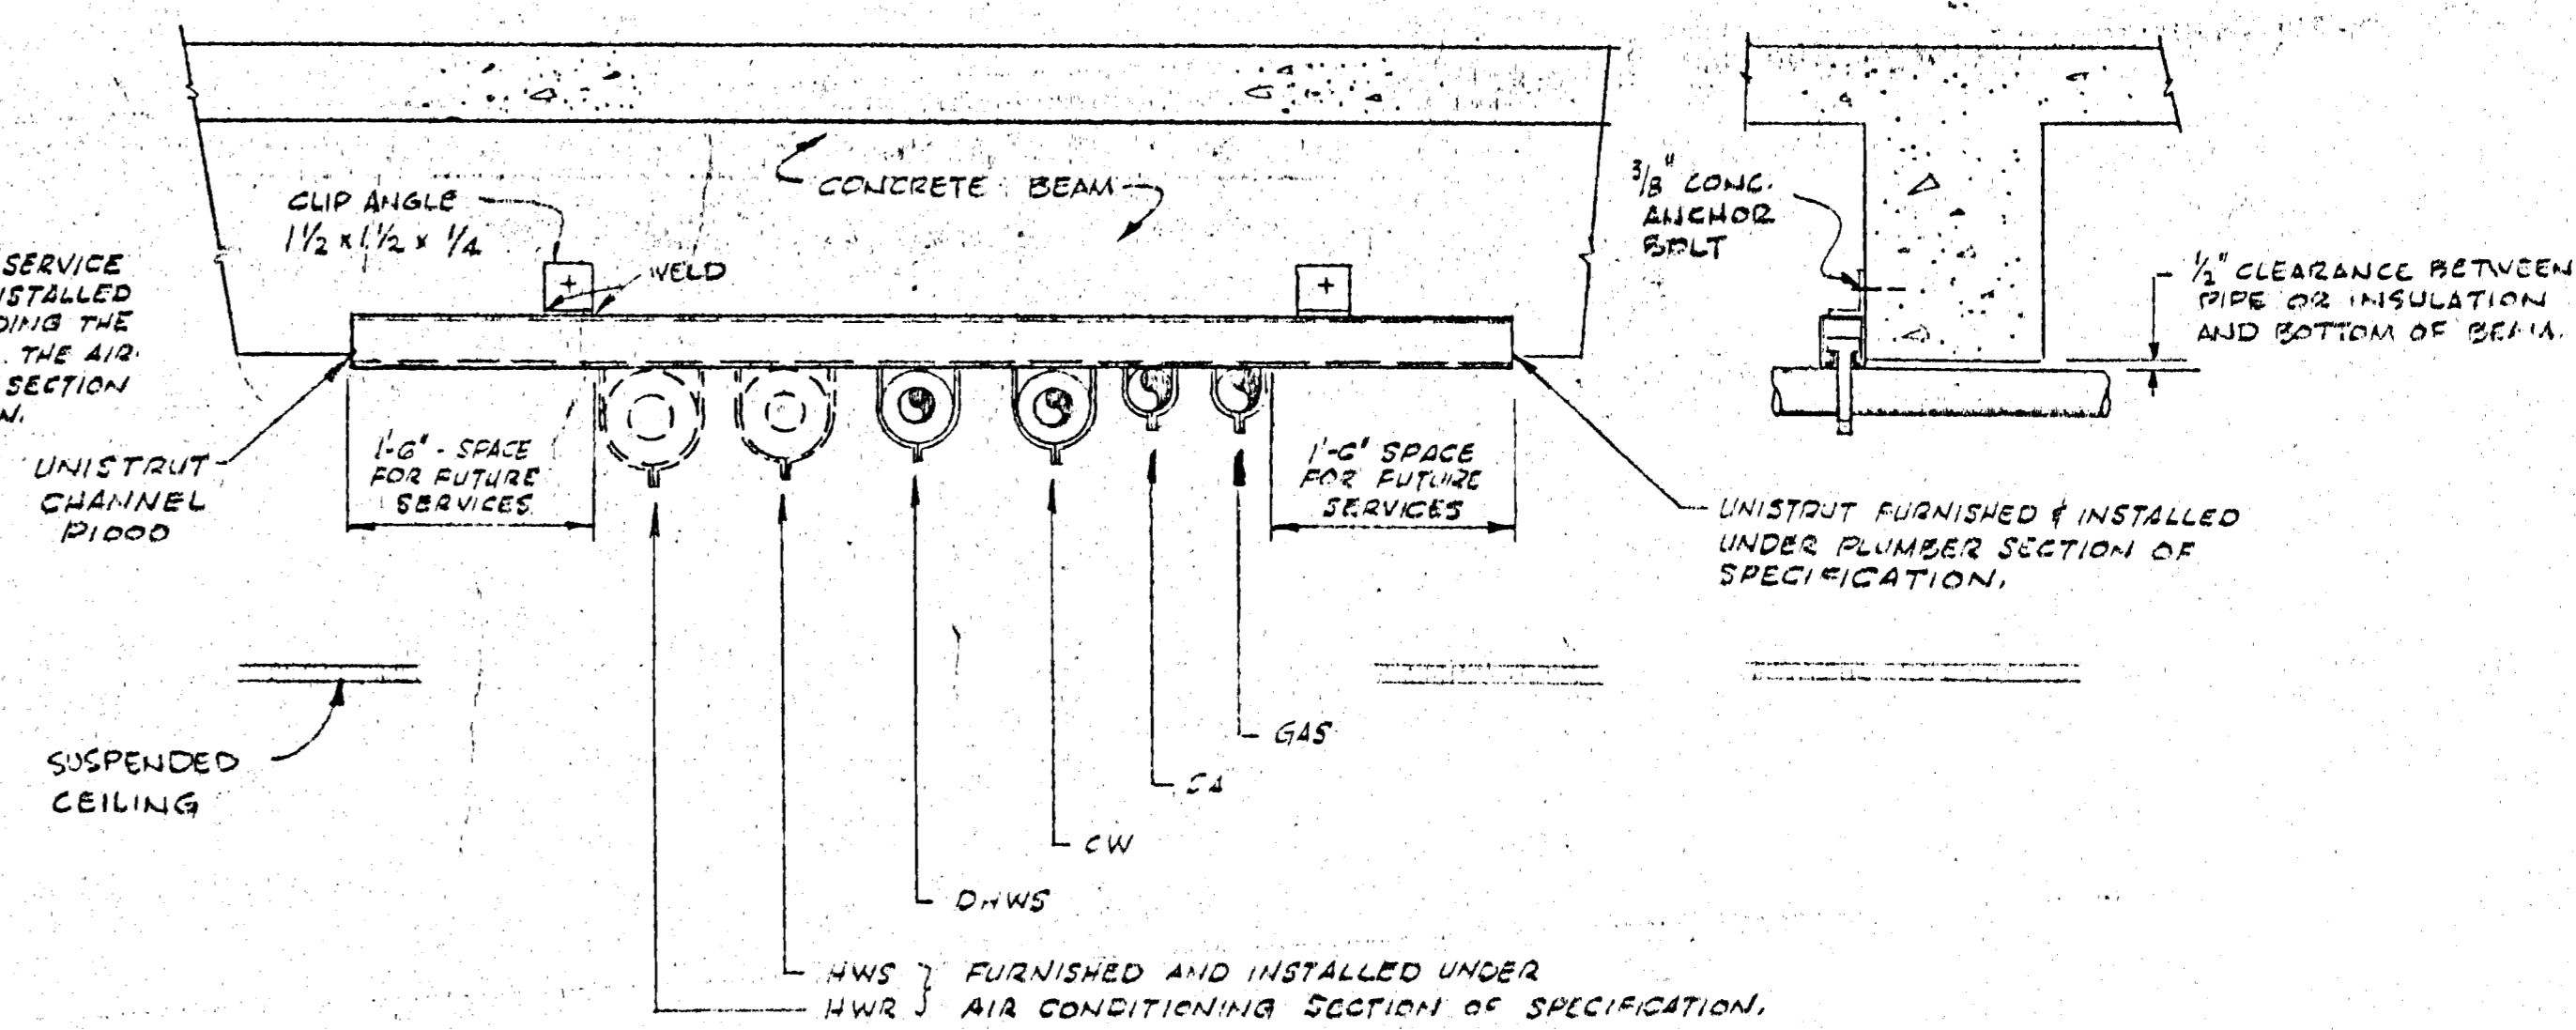 CONCRETE BEAM
CLIP ANGLE
1½ x 1½ x ¼
WELD
SERVICE
INSTALLED
THE
THE AIR
SECTION
UNISTRUT
CHANNEL
P1000
1'-6" - SPACE
FOR FUTURE
SERVICES
1'-6" SPACE
FOR FUTURE
SERVICES
3/8" CONC.
ANCHOR
BOLT
½" CLEARANCE BETWEEN
PIPE OR INSULATION
AND BOTTOM OF BEAM.
UNISTRUT FURNISHED & INSTALLED
UNDER PLUMBER SECTION OF
SPECIFICATION.
SUSPENDED
CEILING
GAS
CA
CW
DHWS
HWS } FURNISHED AND INSTALLED UNDER
HWR } AIR CONDITIONING SECTION OF SPECIFICATION.